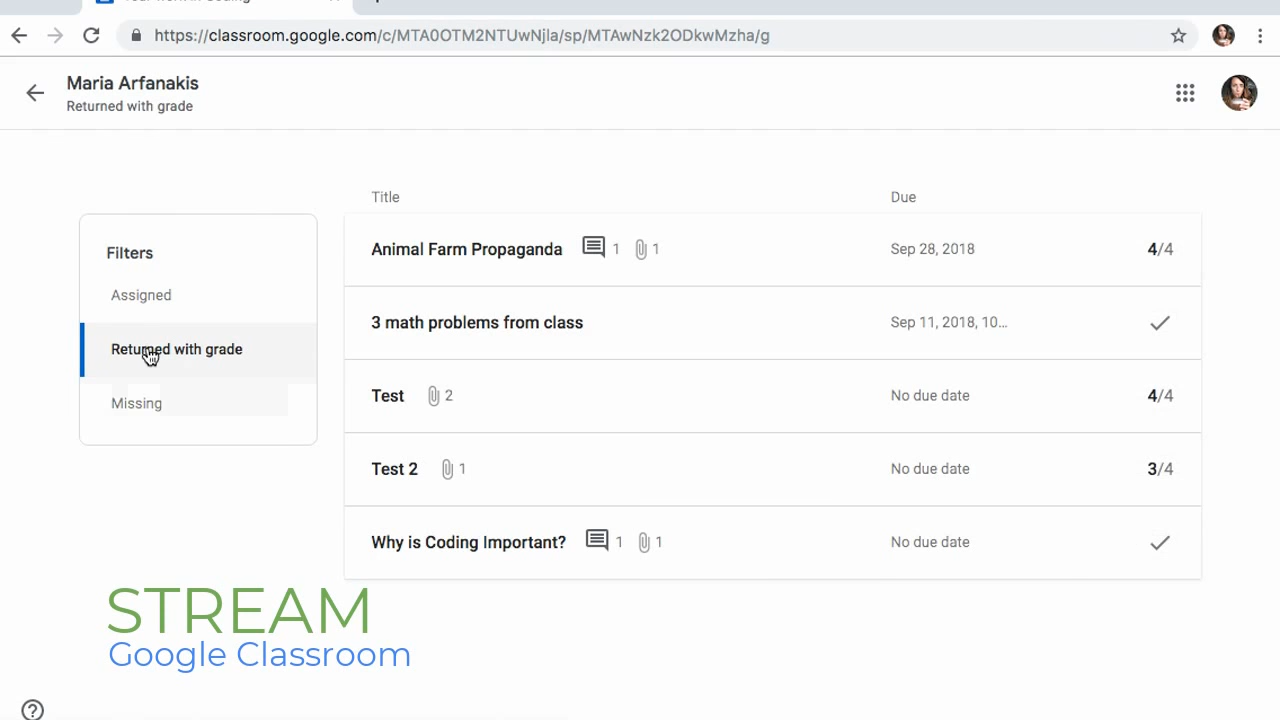 https://classroom.google.com/c/MTA0OTM2NTUwNjIa/sp/MTAwNzk2ODkwMzha/g
Maria Arfanakis
Returned with grade
Title
Due
Filters
Assigned
Returned with grade
Missing
Animal Farm Propaganda 1 1 Sep 28, 2018 4/4
3 math problems from class Sep 11, 2018, 10...
Test 2 No due date 4/4
Test 2 1 No due date 3/4
Why is Coding Important? 1 1 No due date
STREAM
Google Classroom